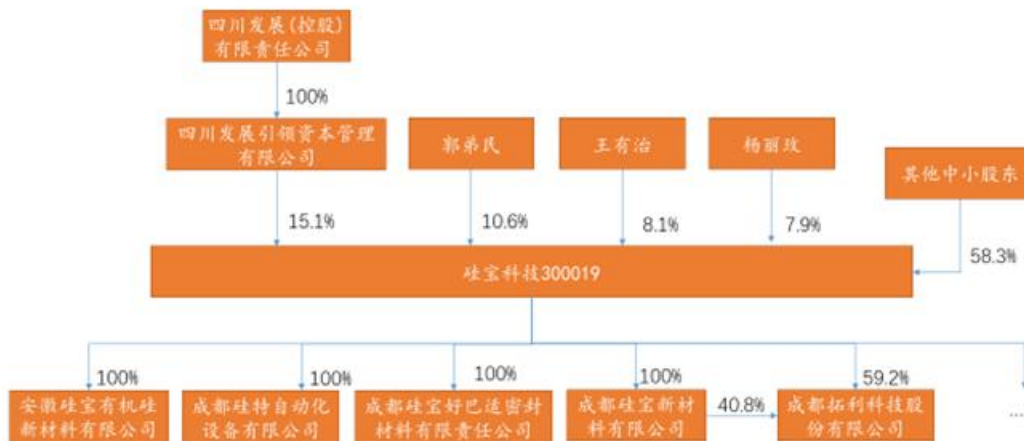 四川发展(控股)
有限责任公司
100%
四川发展引领资本管理
有限公司
郭弟民
王有治
杨丽玫
其他中小股东
15.1%
10.6%
8.1%
7.9%
58.3%
硅宝科技300019
100%
100%
100%
100%
59.2%
安徽硅宝有机硅
新材料有限公司
成都硅特自动化
设备有限公司
成都硅宝好巴适密封
材料有限责任公司
成都硅宝新材
料有限公司
40.8%
成都拓利科技股
份有限公司
...